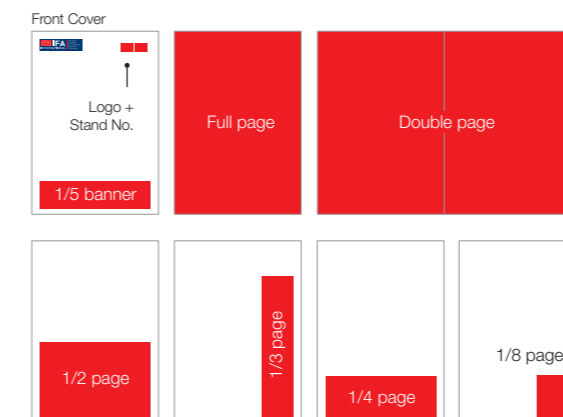 Front Cover
IFA
Logo +
Stand No.
1/5 banner
Full page
Double page
1/2 page
1/3 page
1/4 page
1/8 page